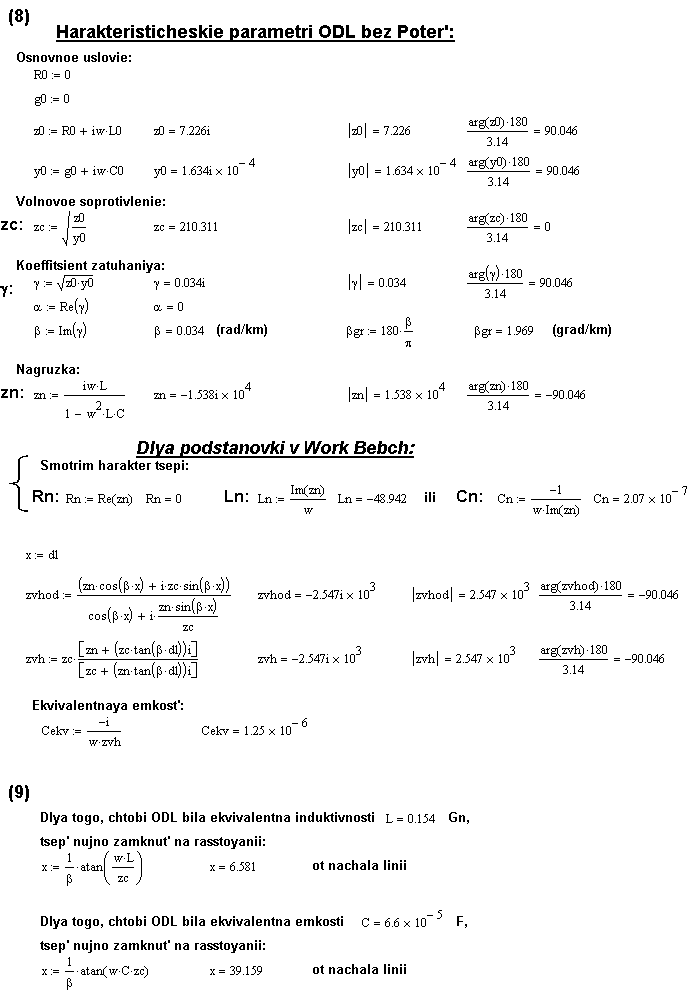 (8)
Harakteristicheskie parametri ODL bez Poter':
Osnovnoe uslovie:
R0 := 0
g0 := 0
z0 := R0 + iw·L0 z0 = 7.226i |z0| = 7.226 arg(z0)·180 / 3.14 = 90.046
y0 := g0 + iw·C0 y0 = 1.634i × 10^-4 |y0| = 1.634 × 10^-4 arg(y0)·180 / 3.14 = 90.046
Volnovoe soprotivlenie:
zc: zc := √(z0 / y0) zc = 210.311 |zc| = 210.311 arg(zc)·180 / 3.14 = 0
Koeffitsient zatuhaniya:
γ: γ := √(z0·y0) γ = 0.034i |γ| = 0.034 arg(γ)·180 / 3.14 = 90.046
α := Re(γ) α = 0
β := Im(γ) β = 0.034 (rad/km) βgr := 180·β / π βgr = 1.969 (grad/km)
Nagruzka:
zn: zn := iw·L / 1 − w^2·L·C zn = −1.538i × 10^4 |zn| = 1.538 × 10^4 arg(zn)·180 / 3.14 = −90.046
Dlya podstanovki v Work Bebch:
Smotrim harakter tsepi:
Rn: Rn := Re(zn) Rn = 0 Ln: Ln := Im(zn) / w Ln = −48.942 ili Cn: Cn := −1 / w·Im(zn) Cn = 2.07 × 10^-7
x := dl
zvhod := (zn·cos(β·x) + i·zc·sin(β·x)) / cos(β·x) + i·zn·sin(β·x) / zc zvhod = −2.547i × 10^3 |zvhod| = 2.547 × 10^3 arg(zvhod)·180 / 3.14 = −90.046
zvh := zc·[zn + (zc·tan(β·dl))i] / [zc + (zn·tan(β·dl))i] zvh = −2.547i × 10^3 |zvh| = 2.547 × 10^3 arg(zvh)·180 / 3.14 = −90.046
Ekvivalentnaya emkost':
Cekv := −i / w·zvh Cekv = 1.25 × 10^-6
(9)
Dlya togo, chtobi ODL bila ekvivalentna induktivnosti L = 0.154 Gn,
tsep' nujno zamknut' na rasstoyanii:
x := 1 / β·atan(w·L / zc) x = 6.581 ot nachala linii
Dlya togo, chtobi ODL bila ekvivalentna emkosti C = 6.6 × 10^-5 F,
tsep' nujno zamknut' na rasstoyanii:
x := 1 / β·atan(w·C·zc) x = 39.159 ot nachala linii